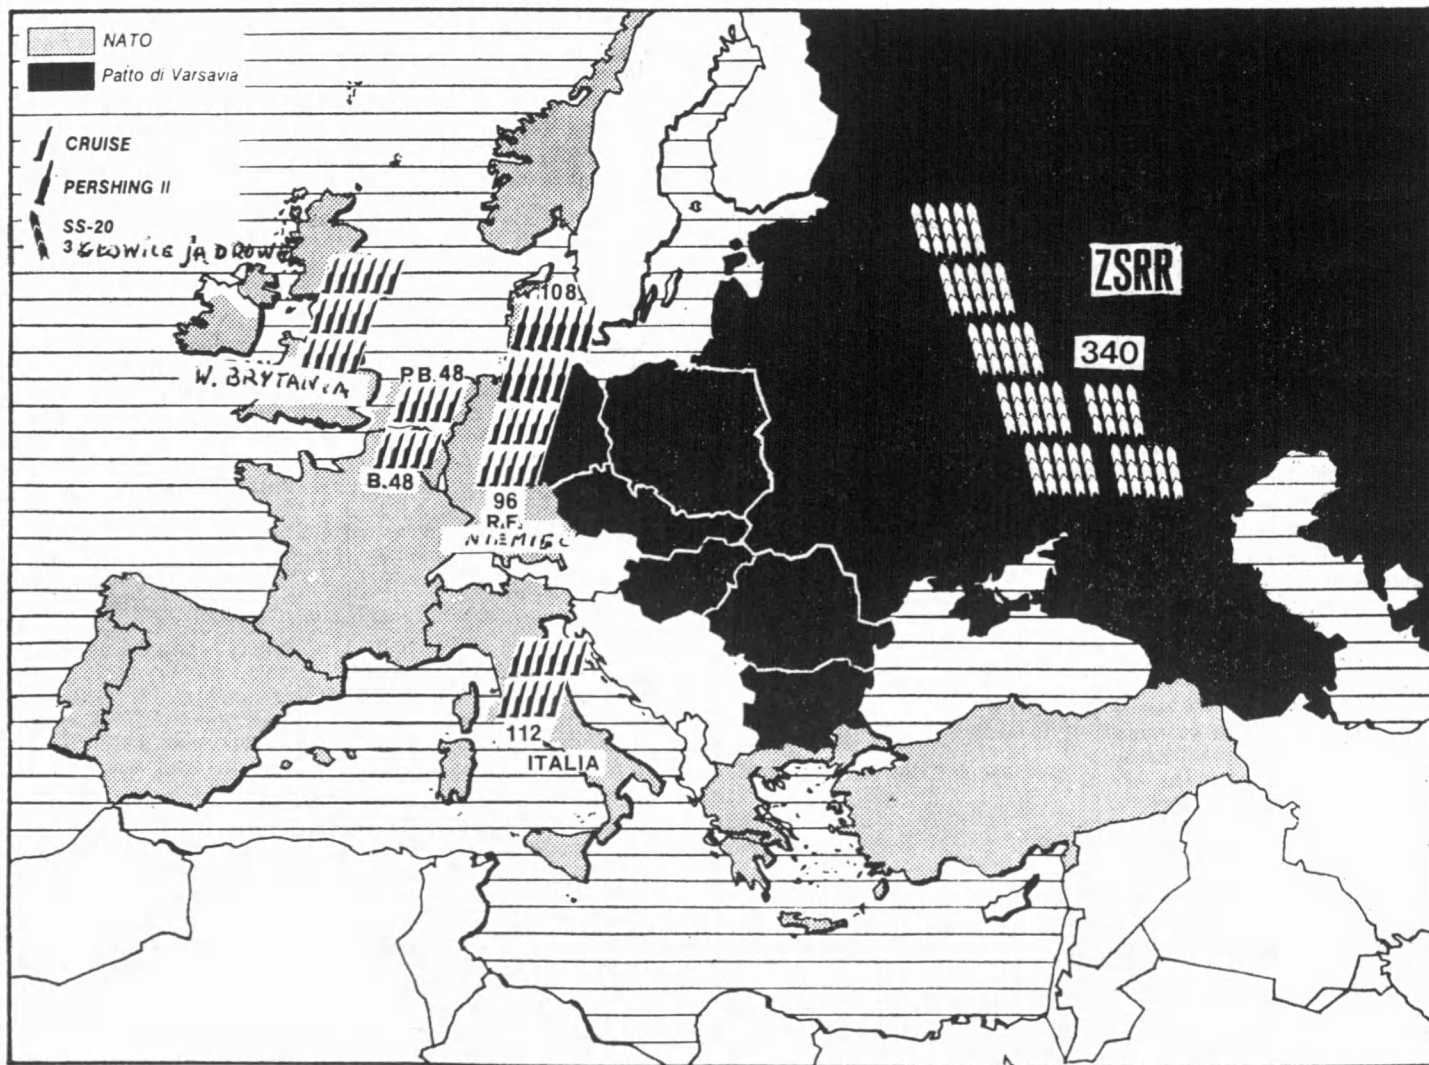 NATO
Patto di Varsavia
CRUISE
PERSHING II
SS-20
3 GŁOWICE JĄDROWE
ZSRR
340
108
W. BRYTANIA
P.B. 48
B. 48
96
R.F.
NIEMIEC
112
ITALIA